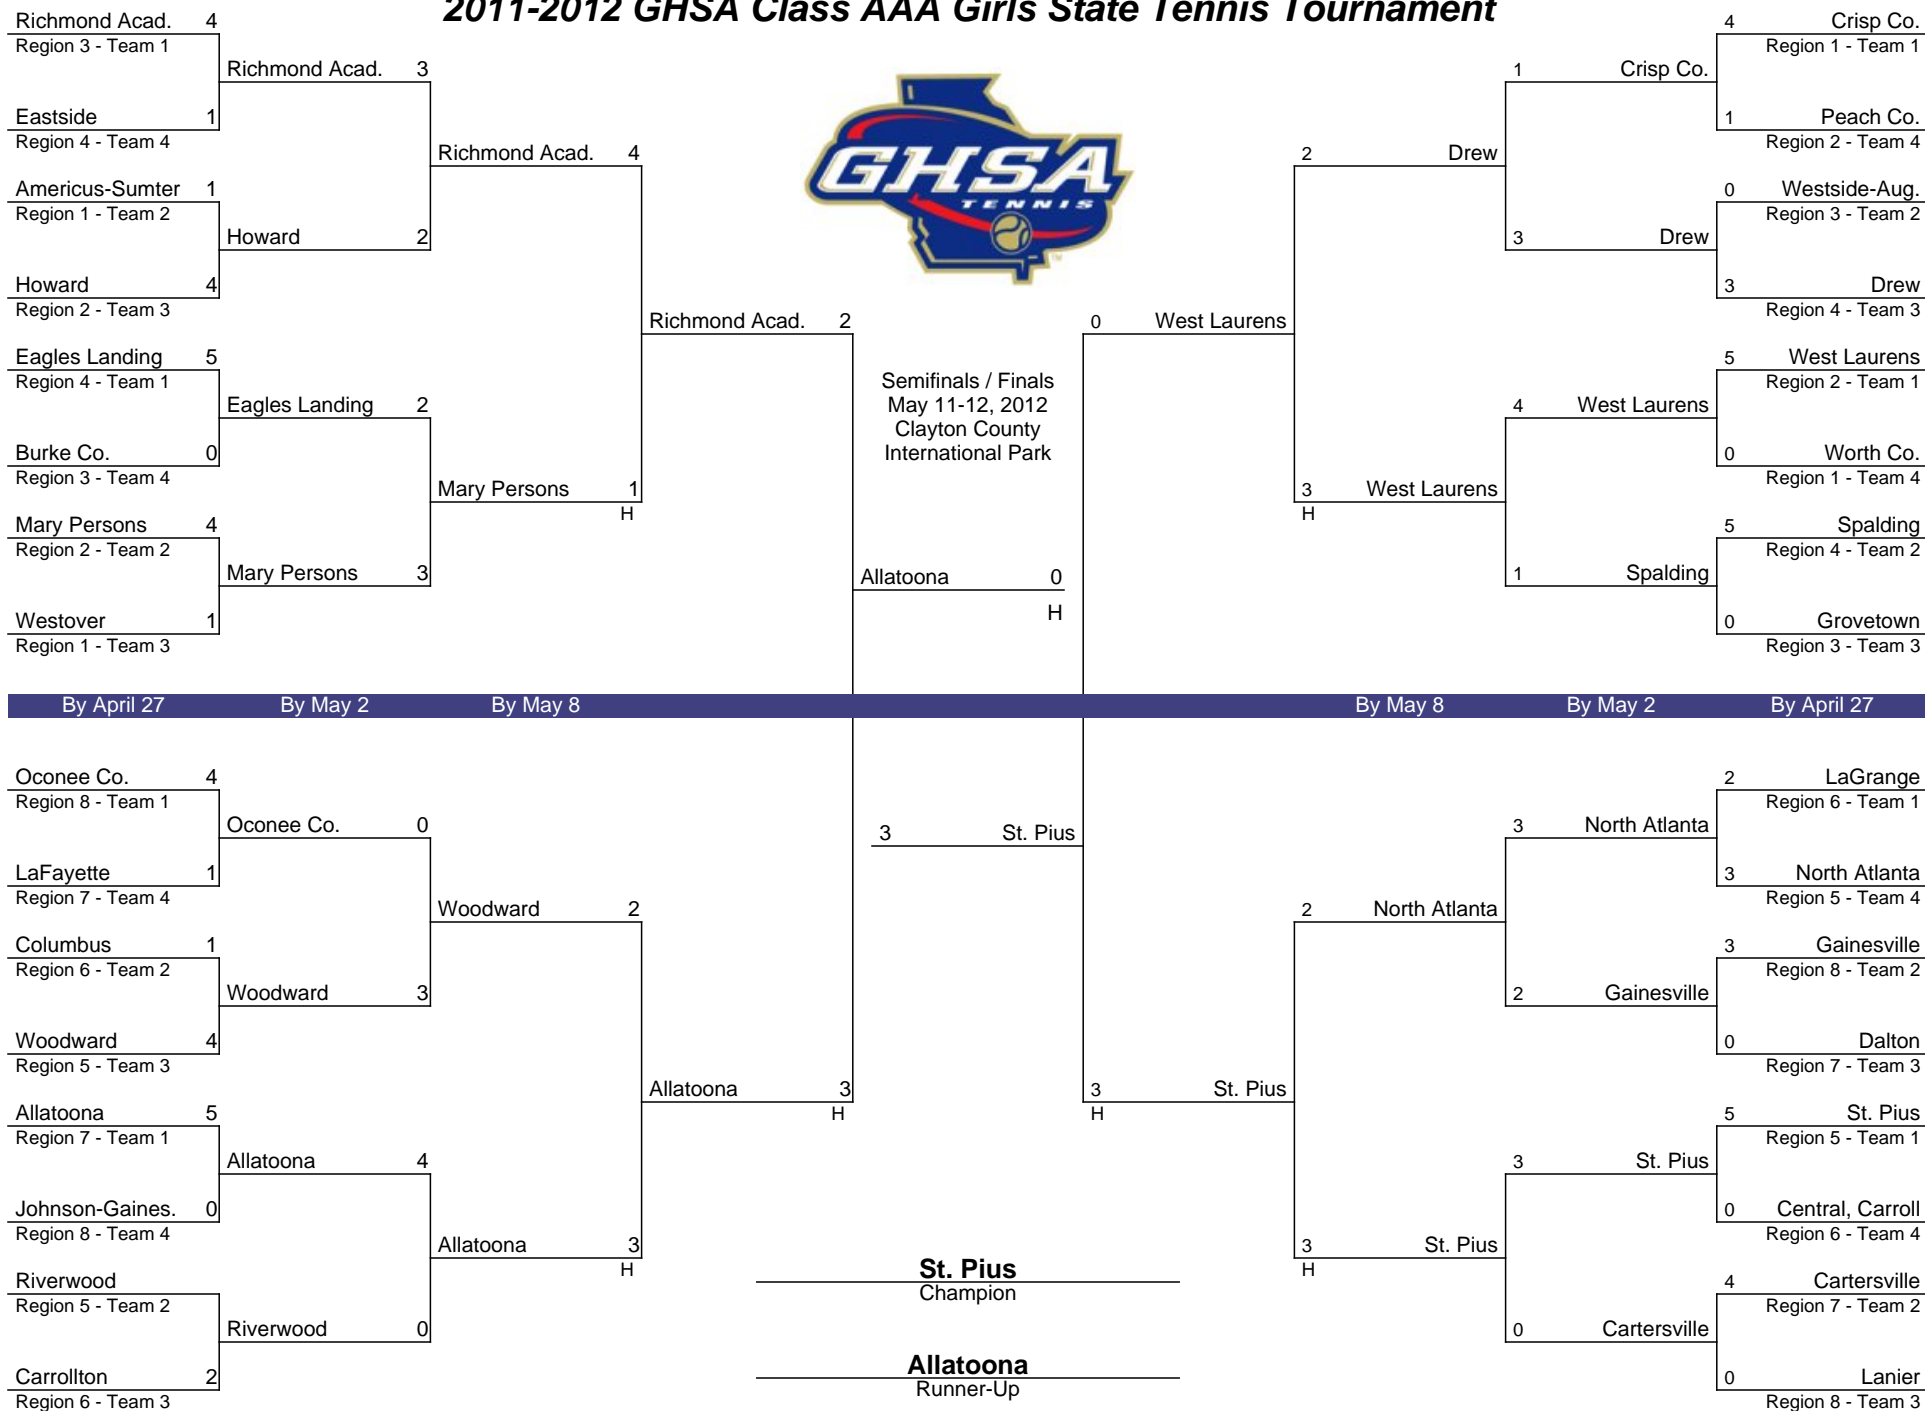 2011-2012 GHSA Class AAA Girls State Tennis Tournament
Richmond Acad. 4
Region 3 - Team 1
Eastside 1
Region 4 - Team 4
Americus-Sumter 1
Region 1 - Team 2
Howard 4
Region 2 - Team 3
Eagles Landing 5
Region 4 - Team 1
Burke Co. 0
Region 3 - Team 4
Mary Persons 4
Region 2 - Team 2
Westover 1
Region 1 - Team 3
Richmond Acad. 3
Howard 2
Eagles Landing 2
Mary Persons 3
Richmond Acad. 4
Mary Persons 1
H
Richmond Acad. 2
GHSA
TENNIS
TM
Semifinals / Finals
May 11-12, 2012
Clayton County
International Park
Allatoona 0
H
0 West Laurens
2 Drew
3 West Laurens
H
1 Crisp Co.
3 Drew
4 West Laurens
1 Spalding
4 Crisp Co.
Region 1 - Team 1
1 Peach Co.
Region 2 - Team 4
0 Westside-Aug.
Region 3 - Team 2
3 Drew
Region 4 - Team 3
5 West Laurens
Region 2 - Team 1
0 Worth Co.
Region 1 - Team 4
5 Spalding
Region 4 - Team 2
0 Grovetown
Region 3 - Team 3
By April 27 By May 2 By May 8 By May 8 By May 2 By April 27
Oconee Co. 4
Region 8 - Team 1
LaFayette 1
Region 7 - Team 4
Columbus 1
Region 6 - Team 2
Woodward 4
Region 5 - Team 3
Allatoona 5
Region 7 - Team 1
Johnson-Gaines. 0
Region 8 - Team 4
Riverwood
Region 5 - Team 2
Carrollton 2
Region 6 - Team 3
Oconee Co. 0
Woodward 3
Allatoona 4
Riverwood 0
Woodward 2
Allatoona 3
H
Allatoona 3
H
3 St. Pius
3 St. Pius
H
2 North Atlanta
3 St. Pius
H
3 North Atlanta
2 Gainesville
3 St. Pius
0 Cartersville
2 LaGrange
Region 6 - Team 1
3 North Atlanta
Region 5 - Team 4
3 Gainesville
Region 8 - Team 2
0 Dalton
Region 7 - Team 3
5 St. Pius
Region 5 - Team 1
0 Central, Carroll
Region 6 - Team 4
4 Cartersville
Region 7 - Team 2
0 Lanier
Region 8 - Team 3
St. Pius
Champion
Allatoona
Runner-Up